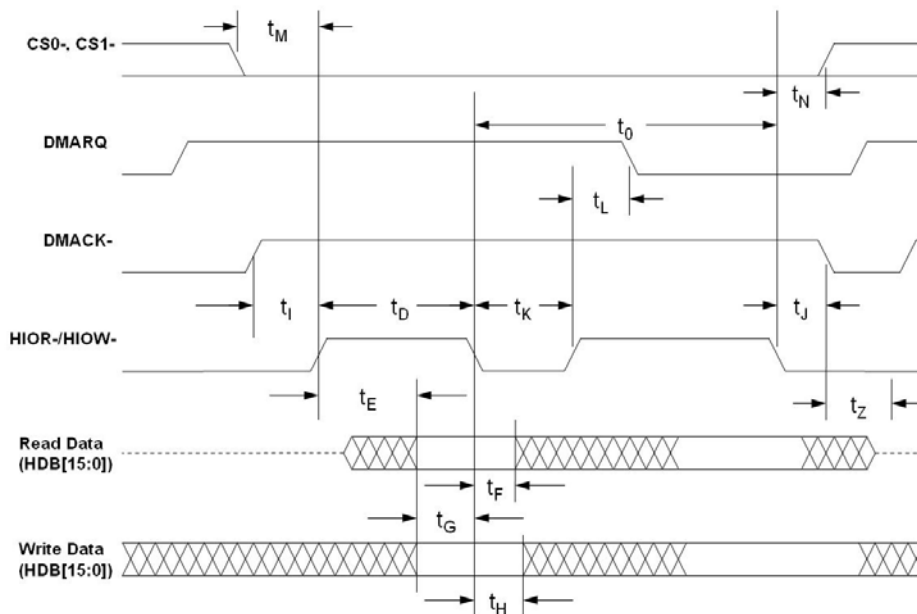 CS0-, CS1-
tM
tN
t0
DMARQ
tL
DMACK-
tI
tD
tK
tJ
HIOR-/HIOW-
tE
tZ
Read Data
(HDB[15:0])
tF
tG
Write Data
(HDB[15:0])
tH